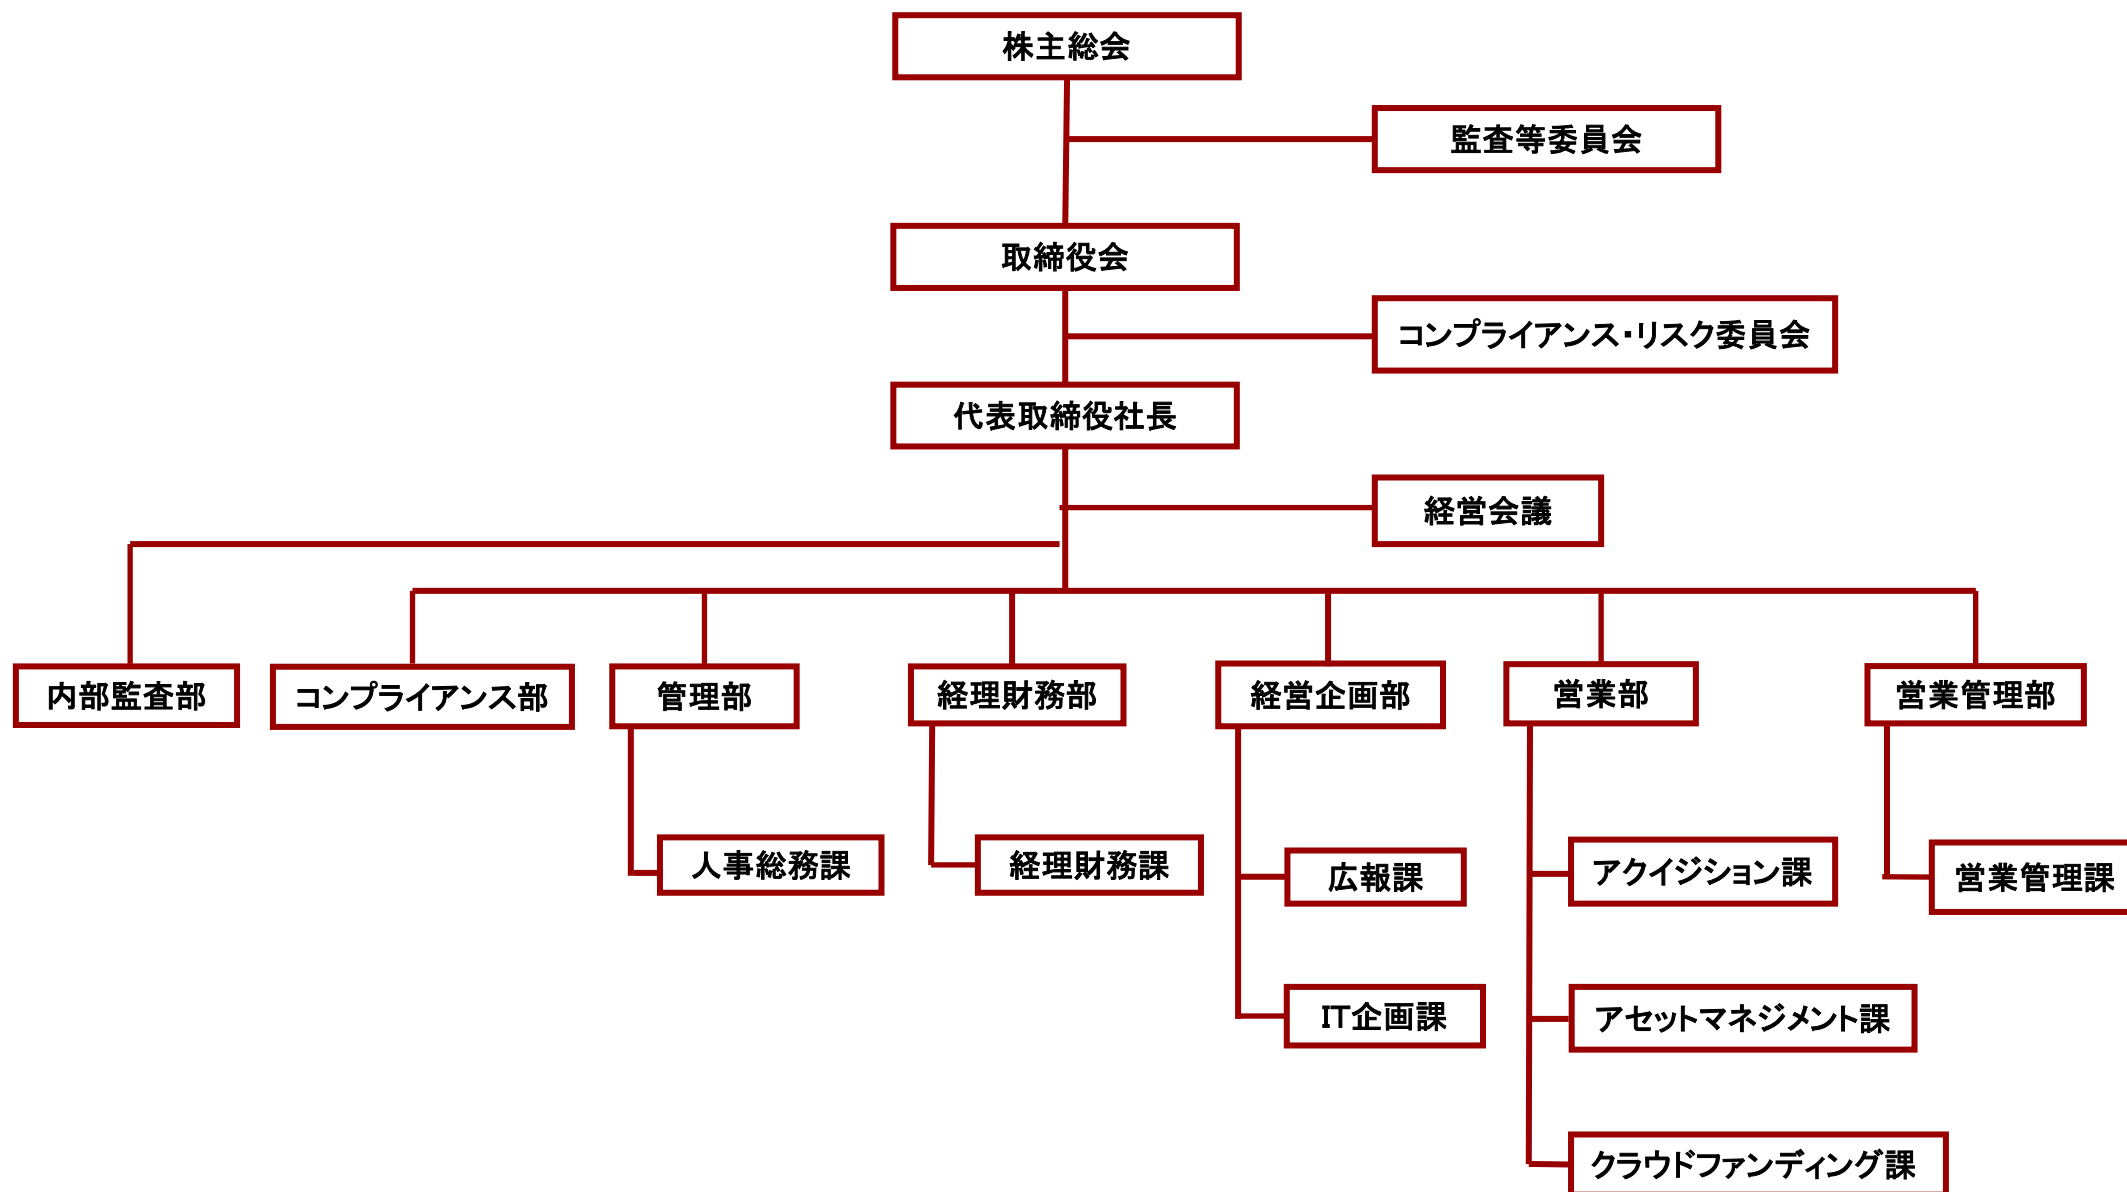 株主総会
監査等委員会
取締役会
コンプライアンス・リスク委員会
代表取締役社長
経営会議
内部監査部
コンプライアンス部
管理部
経理財務部
経営企画部
営業部
営業管理部
人事総務課
経理財務課
広報課
アクイジション課
営業管理課
IT企画課
アセットマネジメント課
クラウドファンディング課